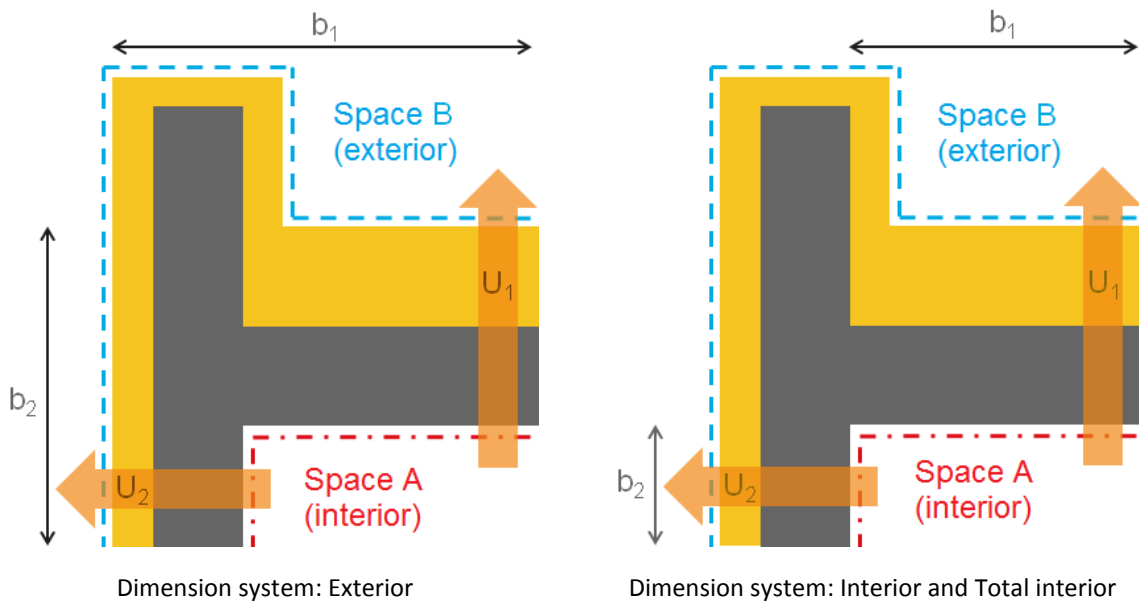 b₁
Space B
(exterior)
U₁
b₂
U₂
Space A
(interior)
Dimension system: Exterior
b₁
Space B
(exterior)
U₁
b₂
U₂
Space A
(interior)
Dimension system: Interior and Total interior